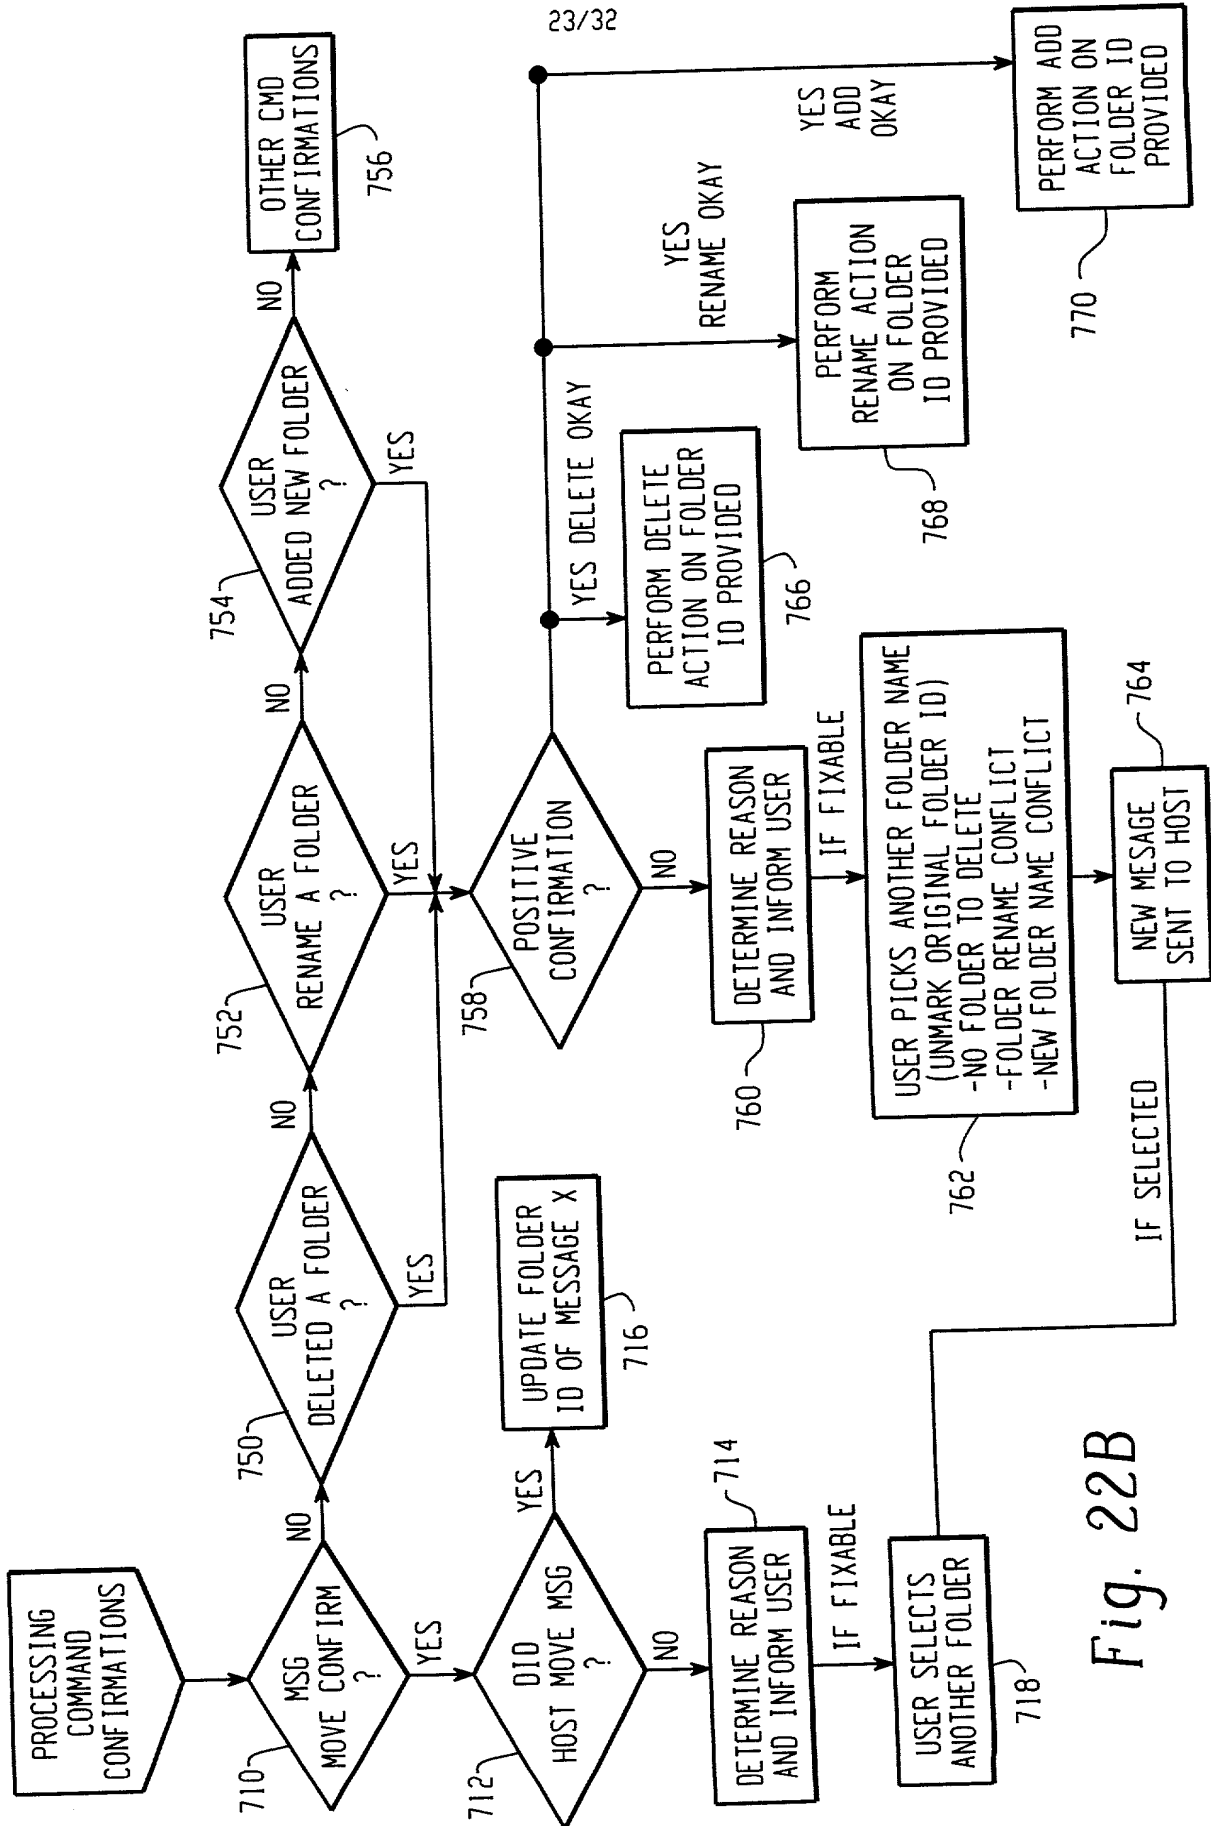 23/32
PROCESSING
COMMAND
CONFIRMATIONS
710
MSG
MOVE CONFIRM
?
NO
YES
750
USER
DELETED A FOLDER
?
NO
YES
752
USER
RENAME A FOLDER
?
NO
YES
754
USER
ADDED NEW FOLDER
?
NO
YES
OTHER CMD
CONFIRMATIONS
756
712
DID
HOST MOVE MSG
?
YES
NO
UPDATE FOLDER
ID OF MESSAGE X
716
714
DETERMINE REASON
AND INFORM USER
IF FIXABLE
USER SELECTS
ANOTHER FOLDER
718
IF SELECTED
758
POSITIVE
CONFIRMATION
?
NO
YES DELETE OKAY
PERFORM DELETE
ACTION ON FOLDER
ID PROVIDED
766
YES
RENAME OKAY
PERFORM
RENAME ACTION
ON FOLDER
ID PROVIDED
768
YES
ADD
OKAY
PERFORM ADD
ACTION ON
FOLDER ID
PROVIDED
770
DETERMINE REASON
AND INFORM USER
760
IF FIXABLE
USER PICKS ANOTHER FOLDER NAME
(UNMARK ORIGINAL FOLDER ID)
-NO FOLDER TO DELETE
-FOLDER RENAME CONFLICT
-NEW FOLDER NAME CONFLICT
762
NEW MESSAGE
SENT TO HOST
764
Fig. 22B